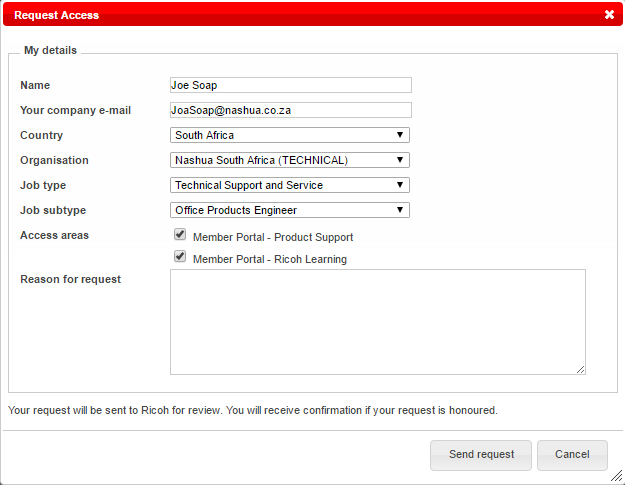 Request Access
My details
Name Joe Soap
Your company e-mail JoaSoap@nashua.co.za
Country South Africa
Organisation Nashua South Africa (TECHNICAL)
Job type Technical Support and Service
Job subtype Office Products Engineer
Access areas Member Portal - Product Support
Member Portal - Ricoh Learning
Reason for request
Your request will be sent to Ricoh for review. You will receive confirmation if your request is honoured.
Send request Cancel